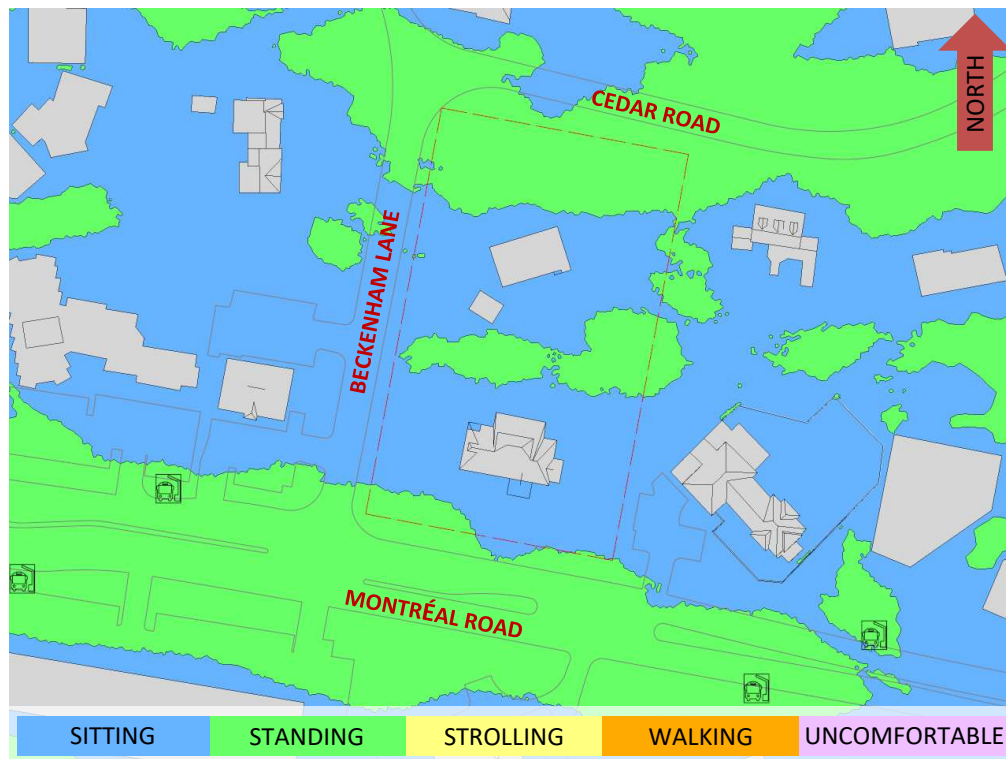 NORTH
CEDAR ROAD
BECKENHAM LANE
MONTRÉAL ROAD
SITTING
STANDING
STROLLING
WALKING
UNCOMFORTABLE